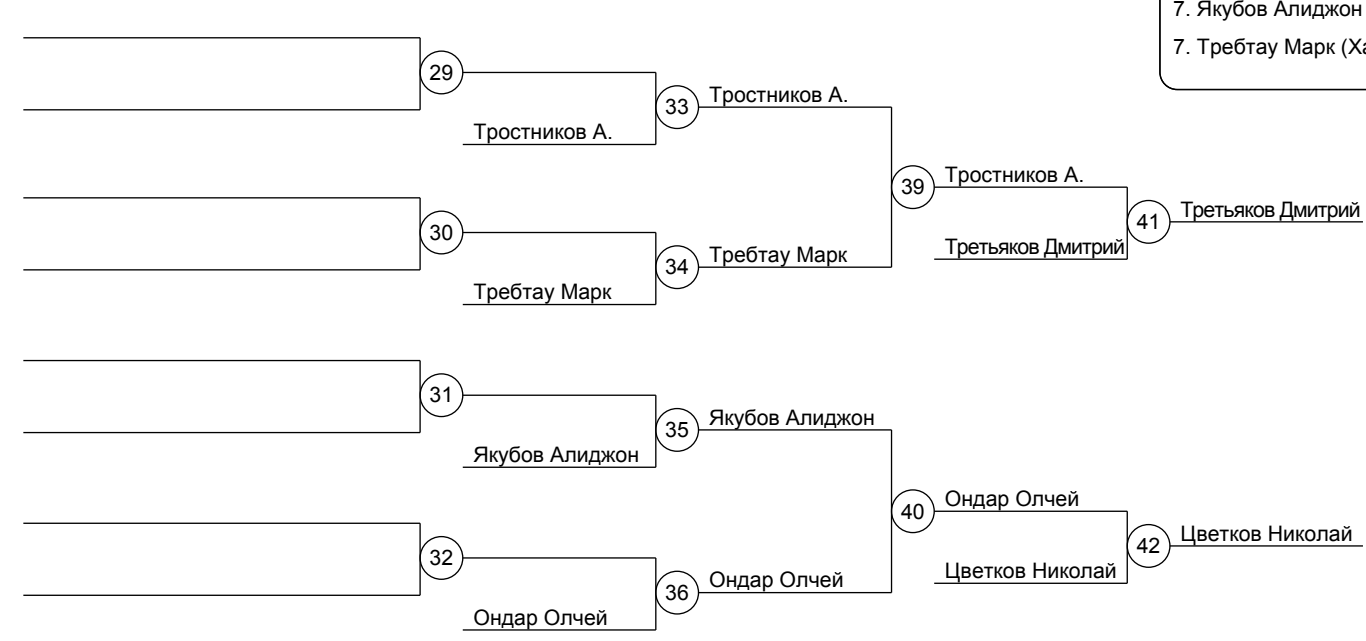 7. Якубов Алиджон
7. Требтау Марк (Ха
29
33
Тростников А.
Тростников А.
39
Тростников А.
41
Третьяков Дмитрий
30
34
Требтау Марк
Третьяков Дмитрий
Требтау Марк
31
35
Якубов Алиджон
Якубов Алиджон
40
Ондар Олчей
42
Цветков Николай
32
36
Ондар Олчей
Цветков Николай
Ондар Олчей